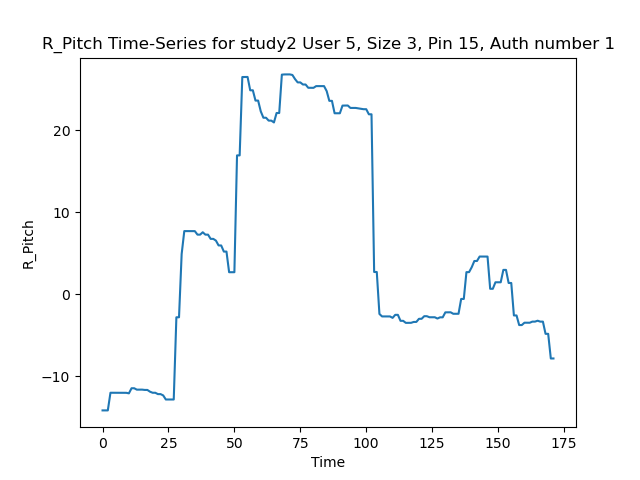 R_Pitch Time-Series for study2 User 5, Size 3, Pin 15, Auth number 1
R_Pitch
20
10
0
−10
0 25 50 75 100 125 150 175
Time